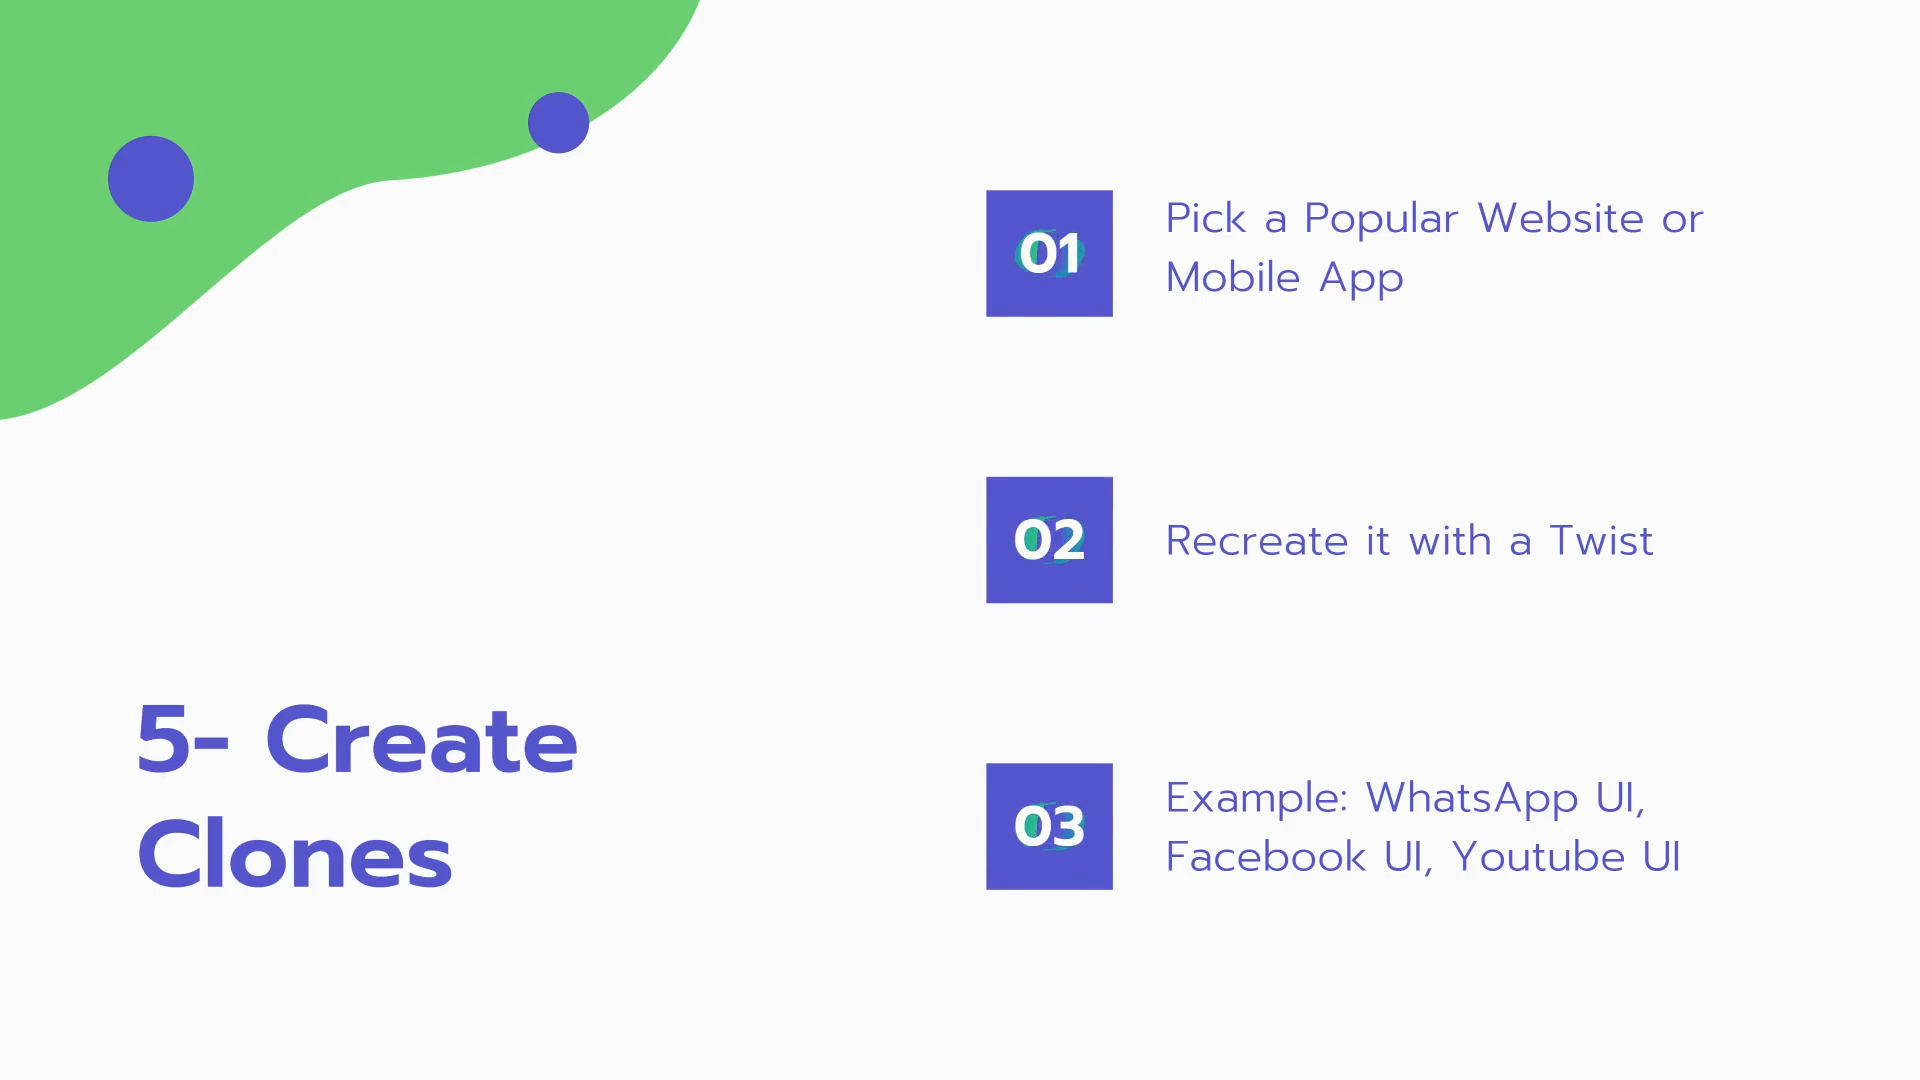 5- Create
Clones
01
Pick a Popular Website or
Mobile App
02
Recreate it with a Twist
03
Example: WhatsApp UI,
Facebook UI, Youtube UI